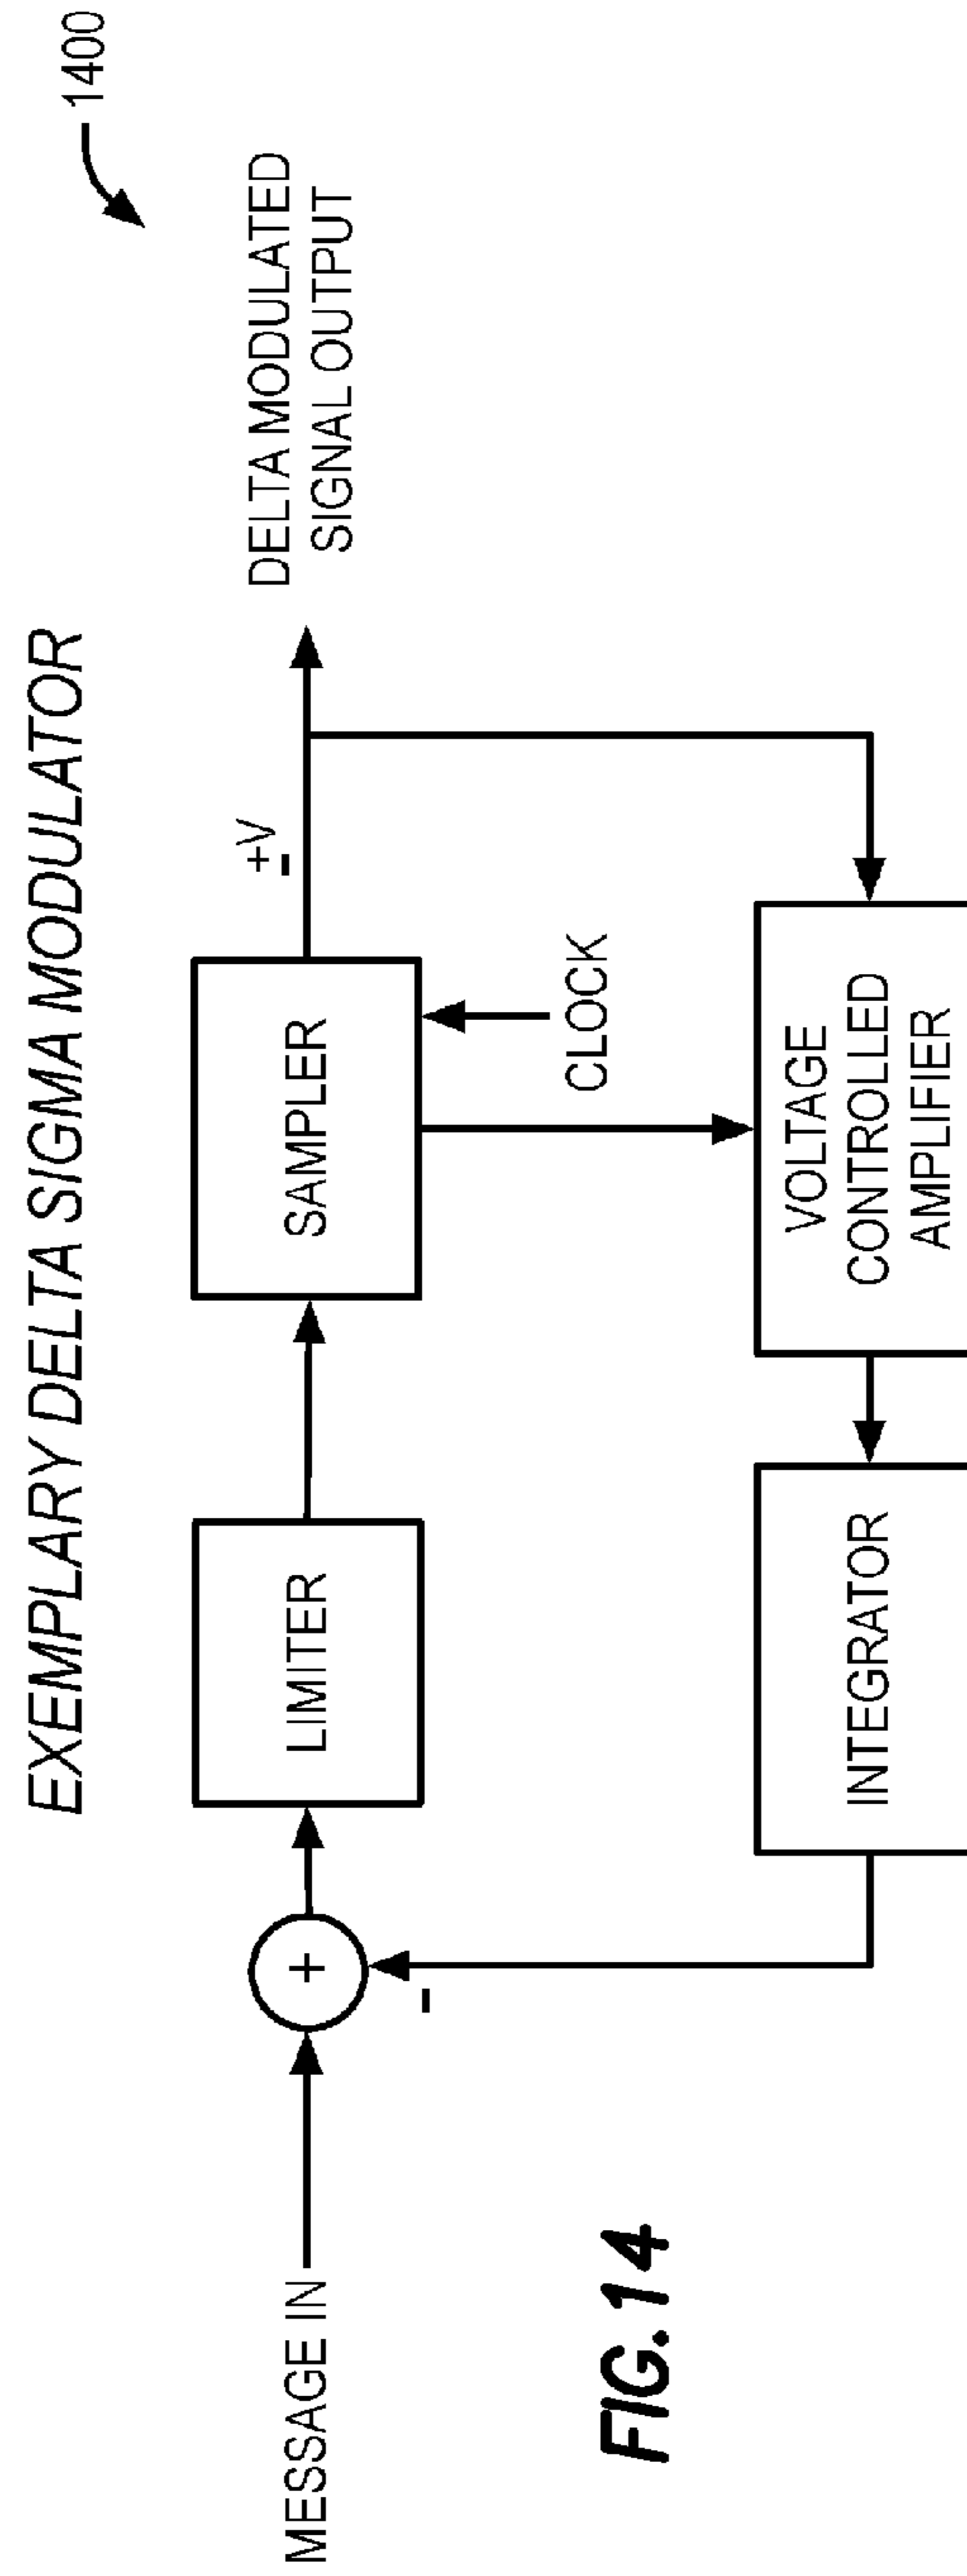 EXEMPLARY DELTA SIGMA MODULATOR
1400
MESSAGE IN
+
-
LIMITER
SAMPLER
+V
-
DELTA MODULATED
SIGNAL OUTPUT
CLOCK
INTEGRATOR
VOLTAGE
CONTROLLED
AMPLIFIER
FIG. 14